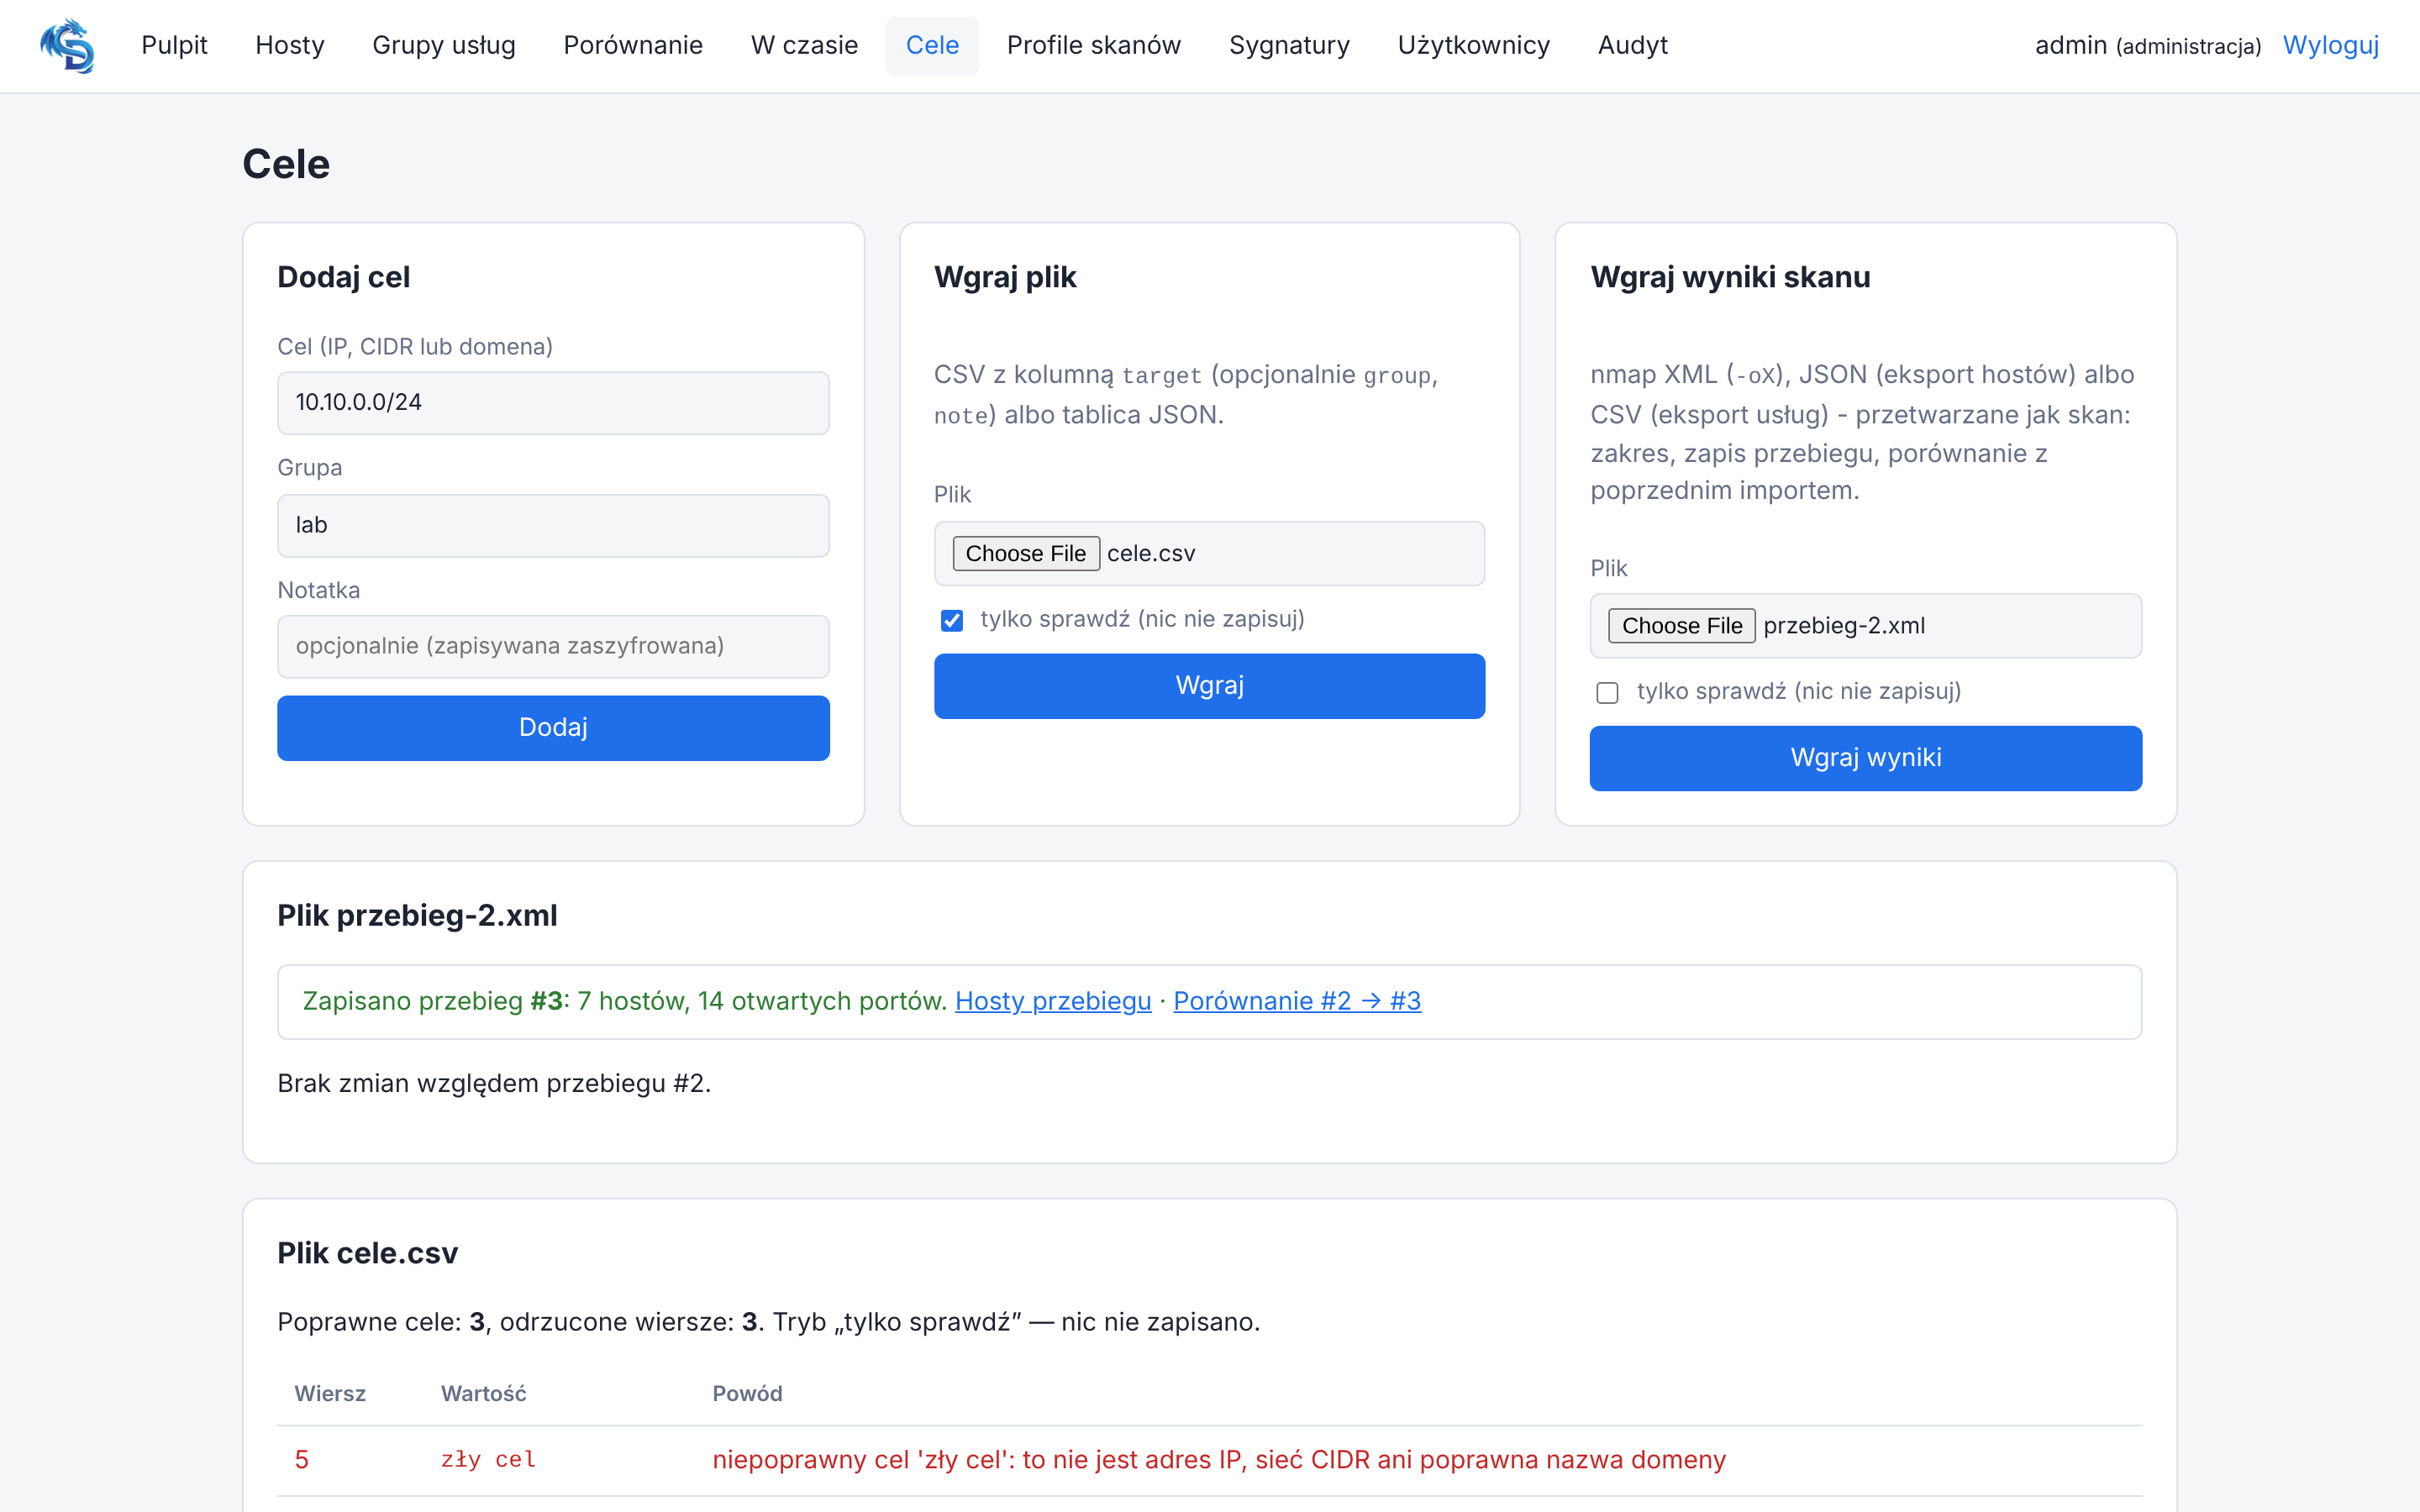 Pulpit Hosty Grupy usług Porównanie W czasie Cele Profile skanów Sygnatury Użytkownicy Audyt admin (administracja) Wyloguj
Cele
Dodaj cel
Cel (IP, CIDR lub domena)
10.10.0.0/24
Grupa
lab
Notatka
opcjonalnie (zapisywana zaszyfrowana)
Dodaj
Wgraj plik
CSV z kolumną target (opcjonalnie group,
note) albo tablica JSON.
Plik
Choose File cele.csv
tylko sprawdź (nic nie zapisuj)
Wgraj
Wgraj wyniki skanu
nmap XML (-oX), JSON (eksport hostów) albo
CSV (eksport usług) - przetwarzane jak skan:
zakres, zapis przebiegu, porównanie z
poprzednim importem.
Plik
Choose File przebieg-2.xml
tylko sprawdź (nic nie zapisuj)
Wgraj wyniki
Plik przebieg-2.xml
Zapisano przebieg #3: 7 hostów, 14 otwartych portów. Hosty przebiegu · Porównanie #2 → #3
Brak zmian względem przebiegu #2.
Plik cele.csv
Poprawne cele: 3, odrzucone wiersze: 3. Tryb „tylko sprawdź” — nic nie zapisano.
Wiersz Wartość Powód
5 zły cel niepoprawny cel 'zły cel': to nie jest adres IP, sieć CIDR ani poprawna nazwa domeny